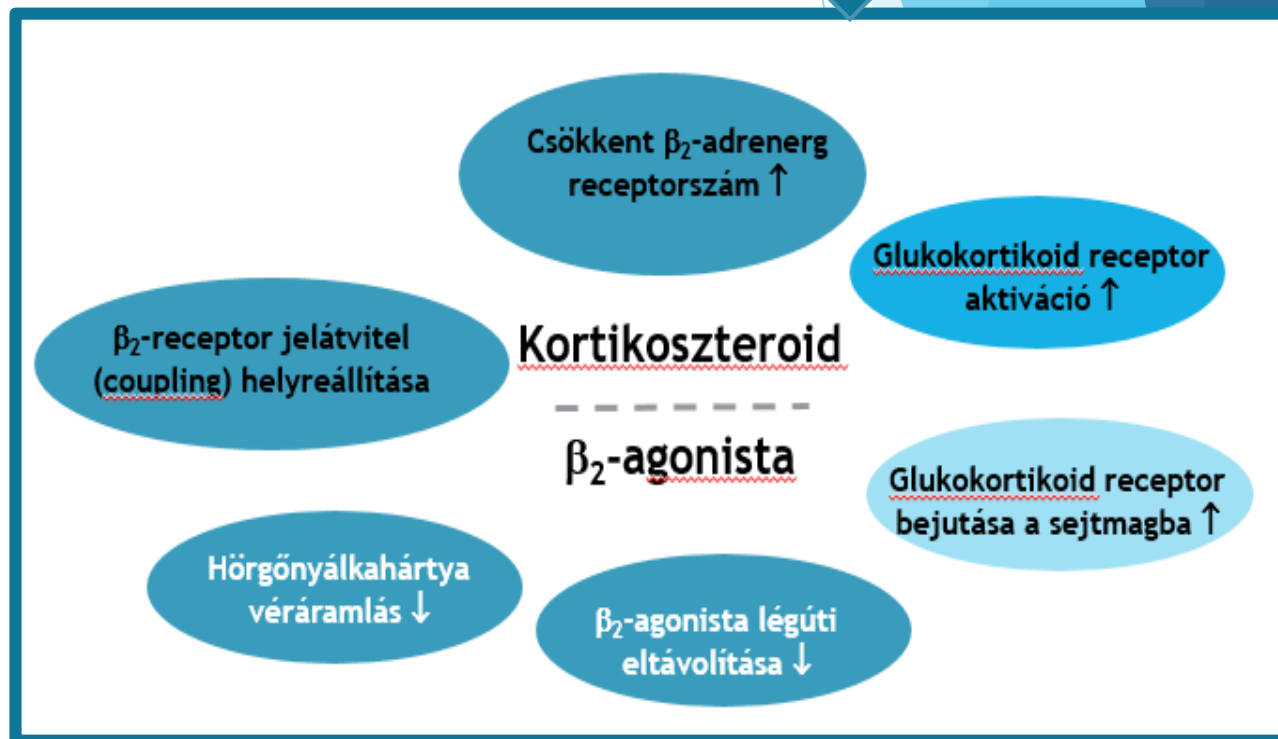 Csökkent β₂-adrenerg
receptorszám ↑
Glukokortikoid receptor
aktiváció ↑
β₂-receptor jelátvitel
(coupling) helyreállítása
Kortikoszteroid
β₂-agonista
Glukokortikoid receptor
bejutása a sejtmagba ↑
Hörgőnyálkahártya
véráramlás ↓
β₂-agonista légúti
eltávolítása ↓